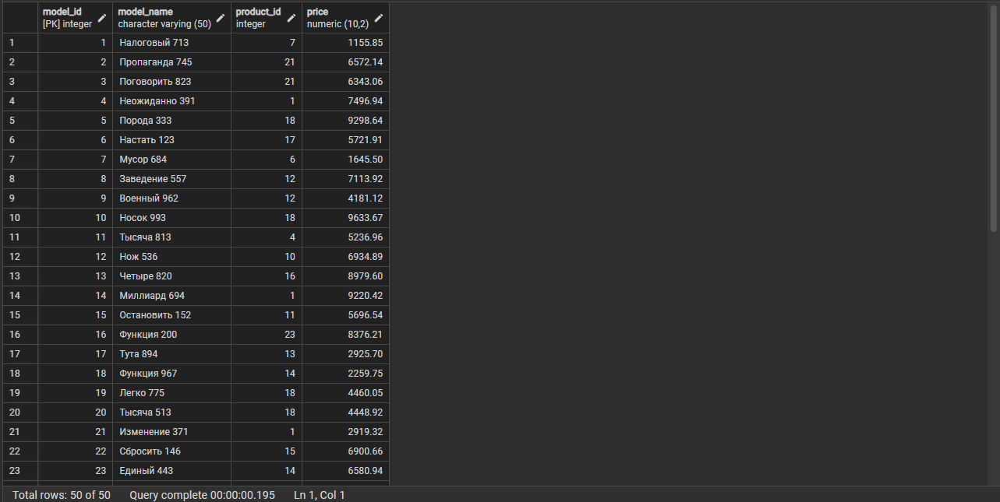 model_id model_name product_id price
[PK] integer character varying (50) integer numeric (10,2)
1 1 Налоговый 713 7 1155.85
2 2 Пропаганда 745 21 6572.14
3 3 Поговорить 823 21 6343.06
4 4 Неожиданно 391 1 7496.94
5 5 Порода 333 18 9298.64
6 6 Настать 123 17 5721.91
7 7 Мусор 684 6 1645.50
8 8 Заведение 557 12 7113.92
9 9 Военный 962 12 4181.12
10 10 Носок 993 18 9633.67
11 11 Тысяча 813 4 5236.96
12 12 Нож 536 10 6934.89
13 13 Четыре 820 16 8979.60
14 14 Миллиард 694 1 9220.42
15 15 Остановить 152 11 5696.54
16 16 Функция 200 23 8376.21
17 17 Тута 894 13 2925.70
18 18 Функция 967 14 2259.75
19 19 Легко 775 18 4460.05
20 20 Тысяча 513 18 4448.92
21 21 Изменение 371 1 2919.32
22 22 Сбросить 146 15 6900.66
23 23 Единый 443 14 6580.94
Total rows: 50 of 50 Query complete 00:00:00.195 Ln 1, Col 1